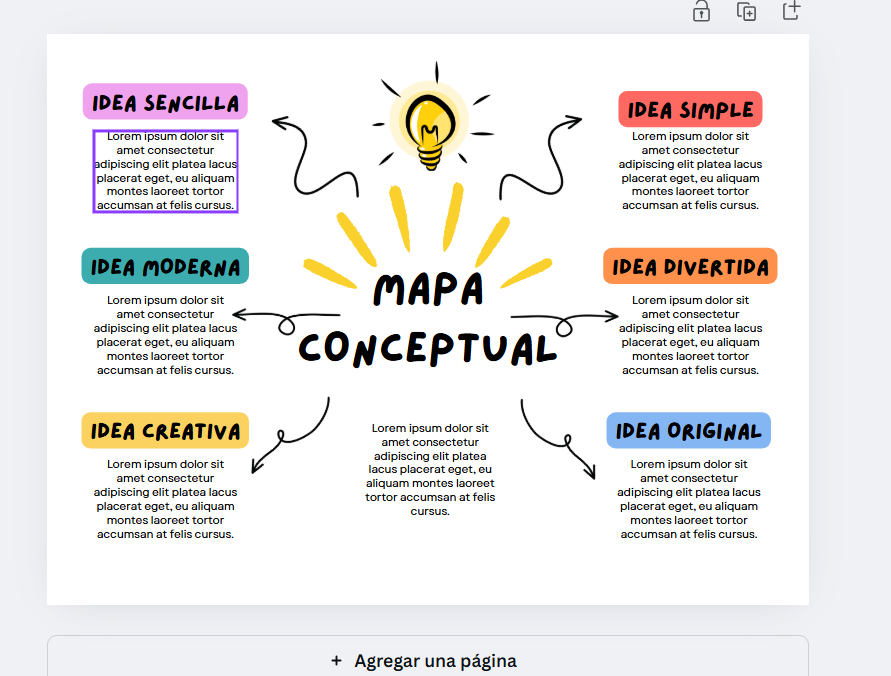 IDEA SENCILLA
Lorem ipsum dolor sit
amet consectetur
adipiscing elit platea lacus
placerat eget, eu aliquam
montes laoreet tortor
accumsan at felis cursus.
IDEA SIMPLE
Lorem ipsum dolor sit
amet consectetur
adipiscing elit platea lacus
placerat eget, eu aliquam
montes laoreet tortor
accumsan at felis cursus.
IDEA MODERNA
Lorem ipsum dolor sit
amet consectetur
adipiscing elit platea lacus
placerat eget, eu aliquam
montes laoreet tortor
accumsan at felis cursus.
MAPA
CONCEPTUAL
IDEA DIVERTIDA
Lorem ipsum dolor sit
amet consectetur
adipiscing elit platea lacus
placerat eget, eu aliquam
montes laoreet tortor
accumsan at felis cursus.
IDEA CREATIVA
Lorem ipsum dolor sit
amet consectetur
adipiscing elit platea lacus
placerat eget, eu aliquam
montes laoreet tortor
accumsan at felis cursus.
Lorem ipsum dolor sit
amet consectetur
adipiscing elit platea
lacus placerat eget, eu
aliquam montes laoreet
tortor accumsan at felis
cursus.
IDEA ORIGINAL
Lorem ipsum dolor sit
amet consectetur
adipiscing elit platea lacus
placerat eget, eu aliquam
montes laoreet tortor
accumsan at felis cursus.
+ Agregar una página